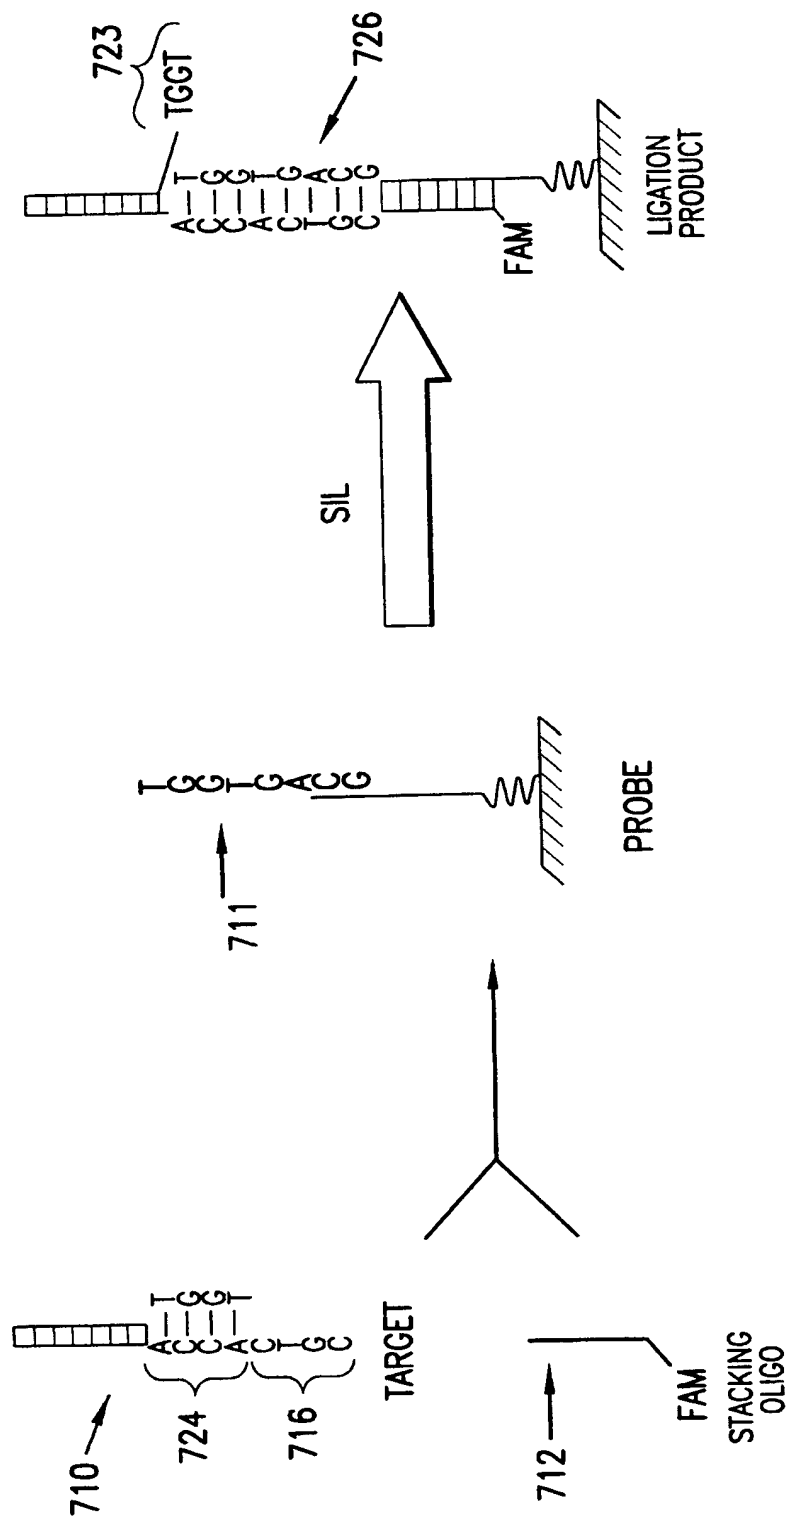 710
724
716
A – T
C – G
C – G
A – T
C
T
G
C
TARGET
712
FAM
STACKING
OLIGO
711
T
G
G
T
G
A
C
G
PROBE
SIL
723
TGGT
726
A – T
C – G
C – G
A – T
C – G
T – A
G – C
C – G
FAM
LIGATION
PRODUCT